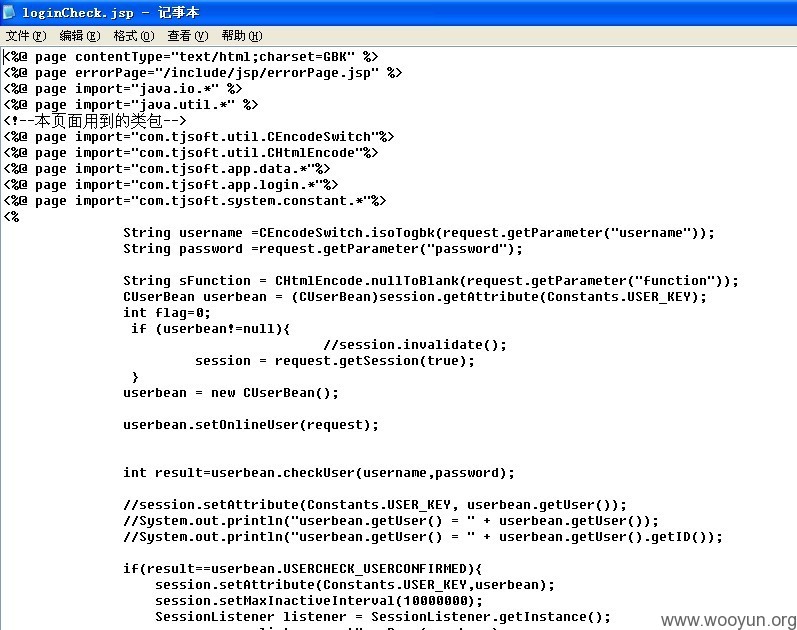 loginCheck.jsp - 记事本
文件(F) 编辑(E) 格式(O) 查看(V) 帮助(H)
<%@ page contentType="text/html;charset=GBK" %>
<%@ page errorPage="/include/jsp/errorPage.jsp" %>
<%@ page import="java.io.*" %>
<%@ page import="java.util.*" %>
<!--本页面用到的类包-->
<%@ page import="com.tjsoft.util.CEncodeSwitch"%>
<%@ page import="com.tjsoft.util.CHtmlEncode"%>
<%@ page import="com.tjsoft.app.data.*"%>
<%@ page import="com.tjsoft.app.login.*"%>
<%@ page import="com.tjsoft.system.constant.*"%>
<%
String username =CEncodeSwitch.isoTogbk(request.getParameter("username"));
String password =request.getParameter("password");
String sFunction = CHtmlEncode.nullToBlank(request.getParameter("function"));
CUserBean userbean = (CUserBean)session.getAttribute(Constants.USER_KEY);
int flag=0;
if (userbean!=null){
//session.invalidate();
session = request.getSession(true);
}
userbean = new CUserBean();
userbean.setOnlineUser(request);
int result=userbean.checkUser(username,password);
//session.setAttribute(Constants.USER_KEY, userbean.getUser());
//System.out.println("userbean.getUser() = " + userbean.getUser());
//System.out.println("userbean.getUser() = " + userbean.getUser().getID());
if(result==userbean.USERCHECK_USERCONFIRMED){
session.setAttribute(Constants.USER_KEY,userbean);
session.setMaxInactiveInterval(10000000);
SessionListener listener = SessionListener.getInstance();
www.wooyun.org